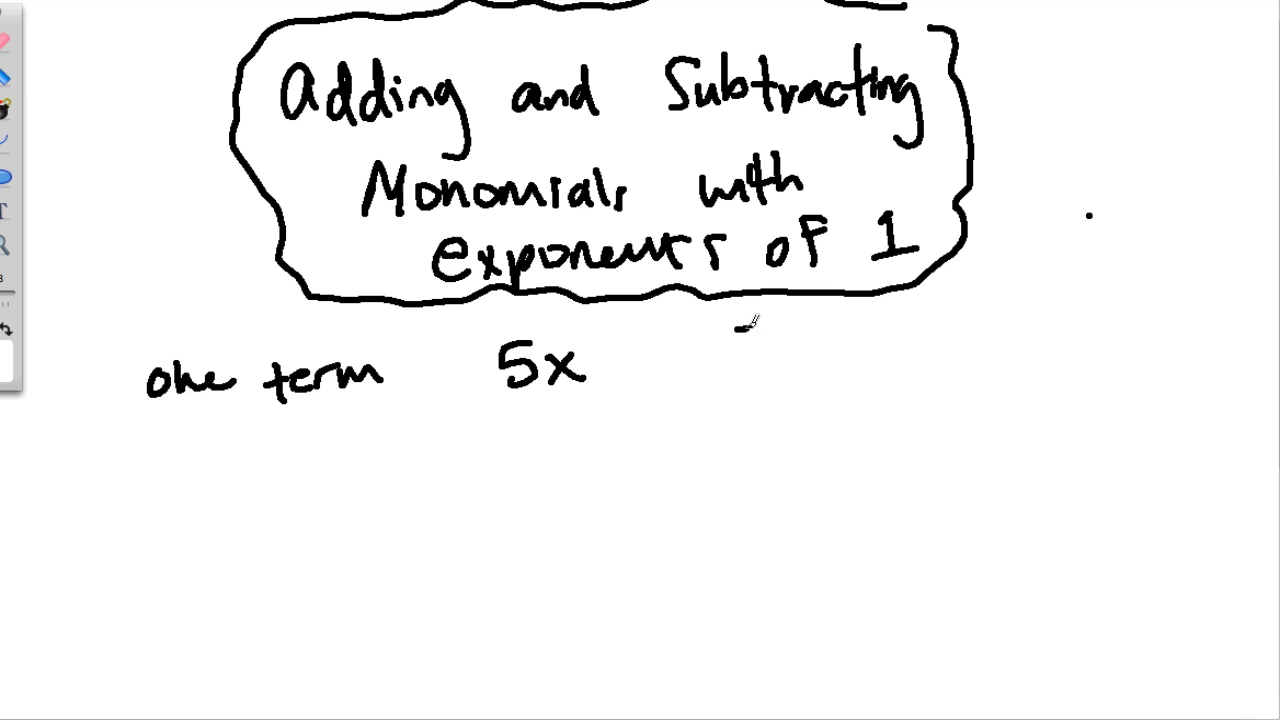 Adding and Subtracting
Monomials with
exponents of 1
one term 5x